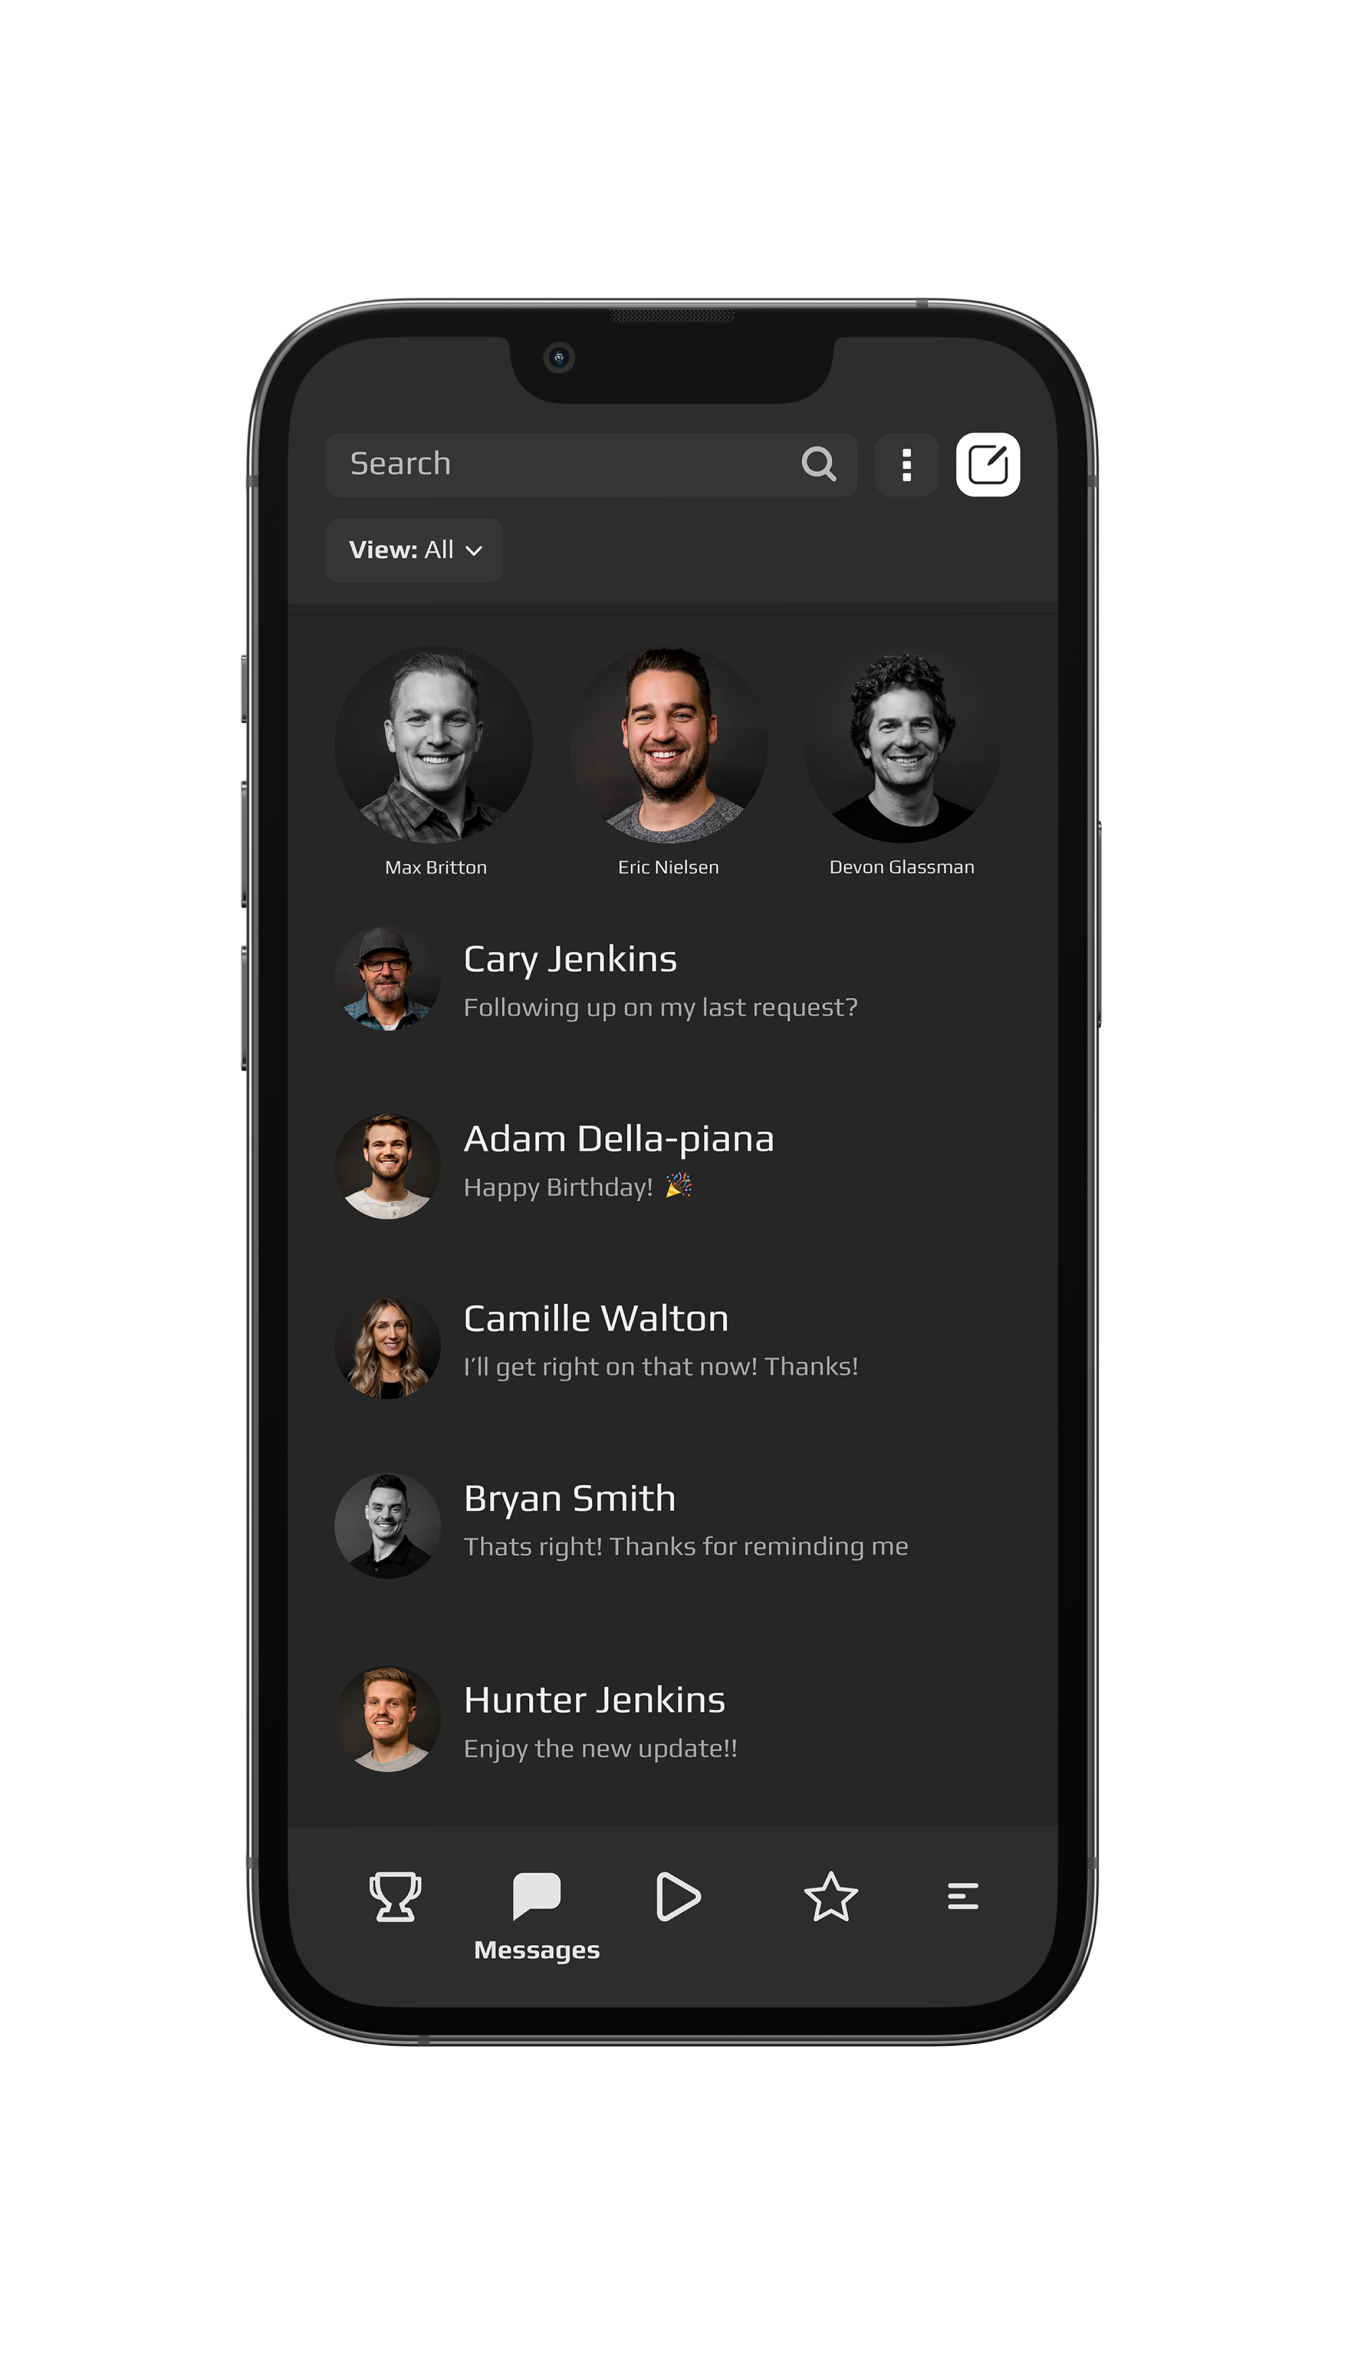 Search
View: All
Max Britton
Eric Nielsen
Devon Glassman
Cary Jenkins
Following up on my last request?
Adam Della-piana
Happy Birthday! 🎉
Camille Walton
I'll get right on that now! Thanks!
Bryan Smith
Thats right! Thanks for reminding me
Hunter Jenkins
Enjoy the new update!!
Messages